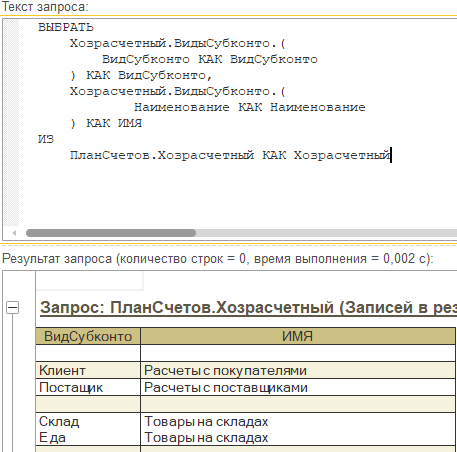 Текст запроса:
ВЫБРАТЬ
Хозрасчетный.ВидыСубконто.(
ВидСубконто КАК ВидСубконто
) КАК ВидСубконто,
Хозрасчетный.ВидыСубконто.(
Наименование КАК Наименование
) КАК ИМЯ
ИЗ
ПланСчетов.Хозрасчетный КАК Хозрасчетный
Результат запроса (количество строк = 0, время выполнения = 0,002 с):
Запрос: ПланСчетов.Хозрасчетный (Записей в рез
ВидСубконто ИМЯ
Клиент Расчеты с покупателями
Постащик Расчеты с поставщиками
Склад Товары на складах
Еда Товары на складах